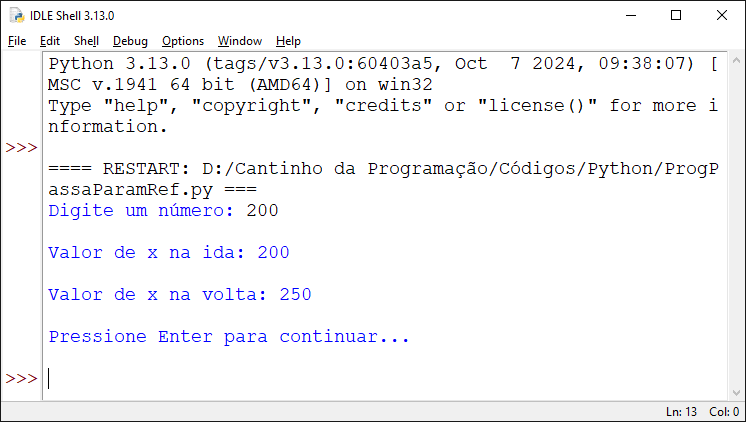 IDLE Shell 3.13.0
File Edit Shell Debug Options Window Help
Python 3.13.0 (tags/v3.13.0:60403a5, Oct  7 2024, 09:38:07) [
MSC v.1941 64 bit (AMD64)] on win32
Type "help", "copyright", "credits" or "license()" for more i
nformation.
>>>
==== RESTART: D:/Cantinho da Programação/Códigos/Python/ProgP
assaParamRef.py ===
Digite um número: 200
Valor de x na ida: 200
Valor de x na volta: 250
Pressione Enter para continuar...
>>>
Ln: 13 Col: 0